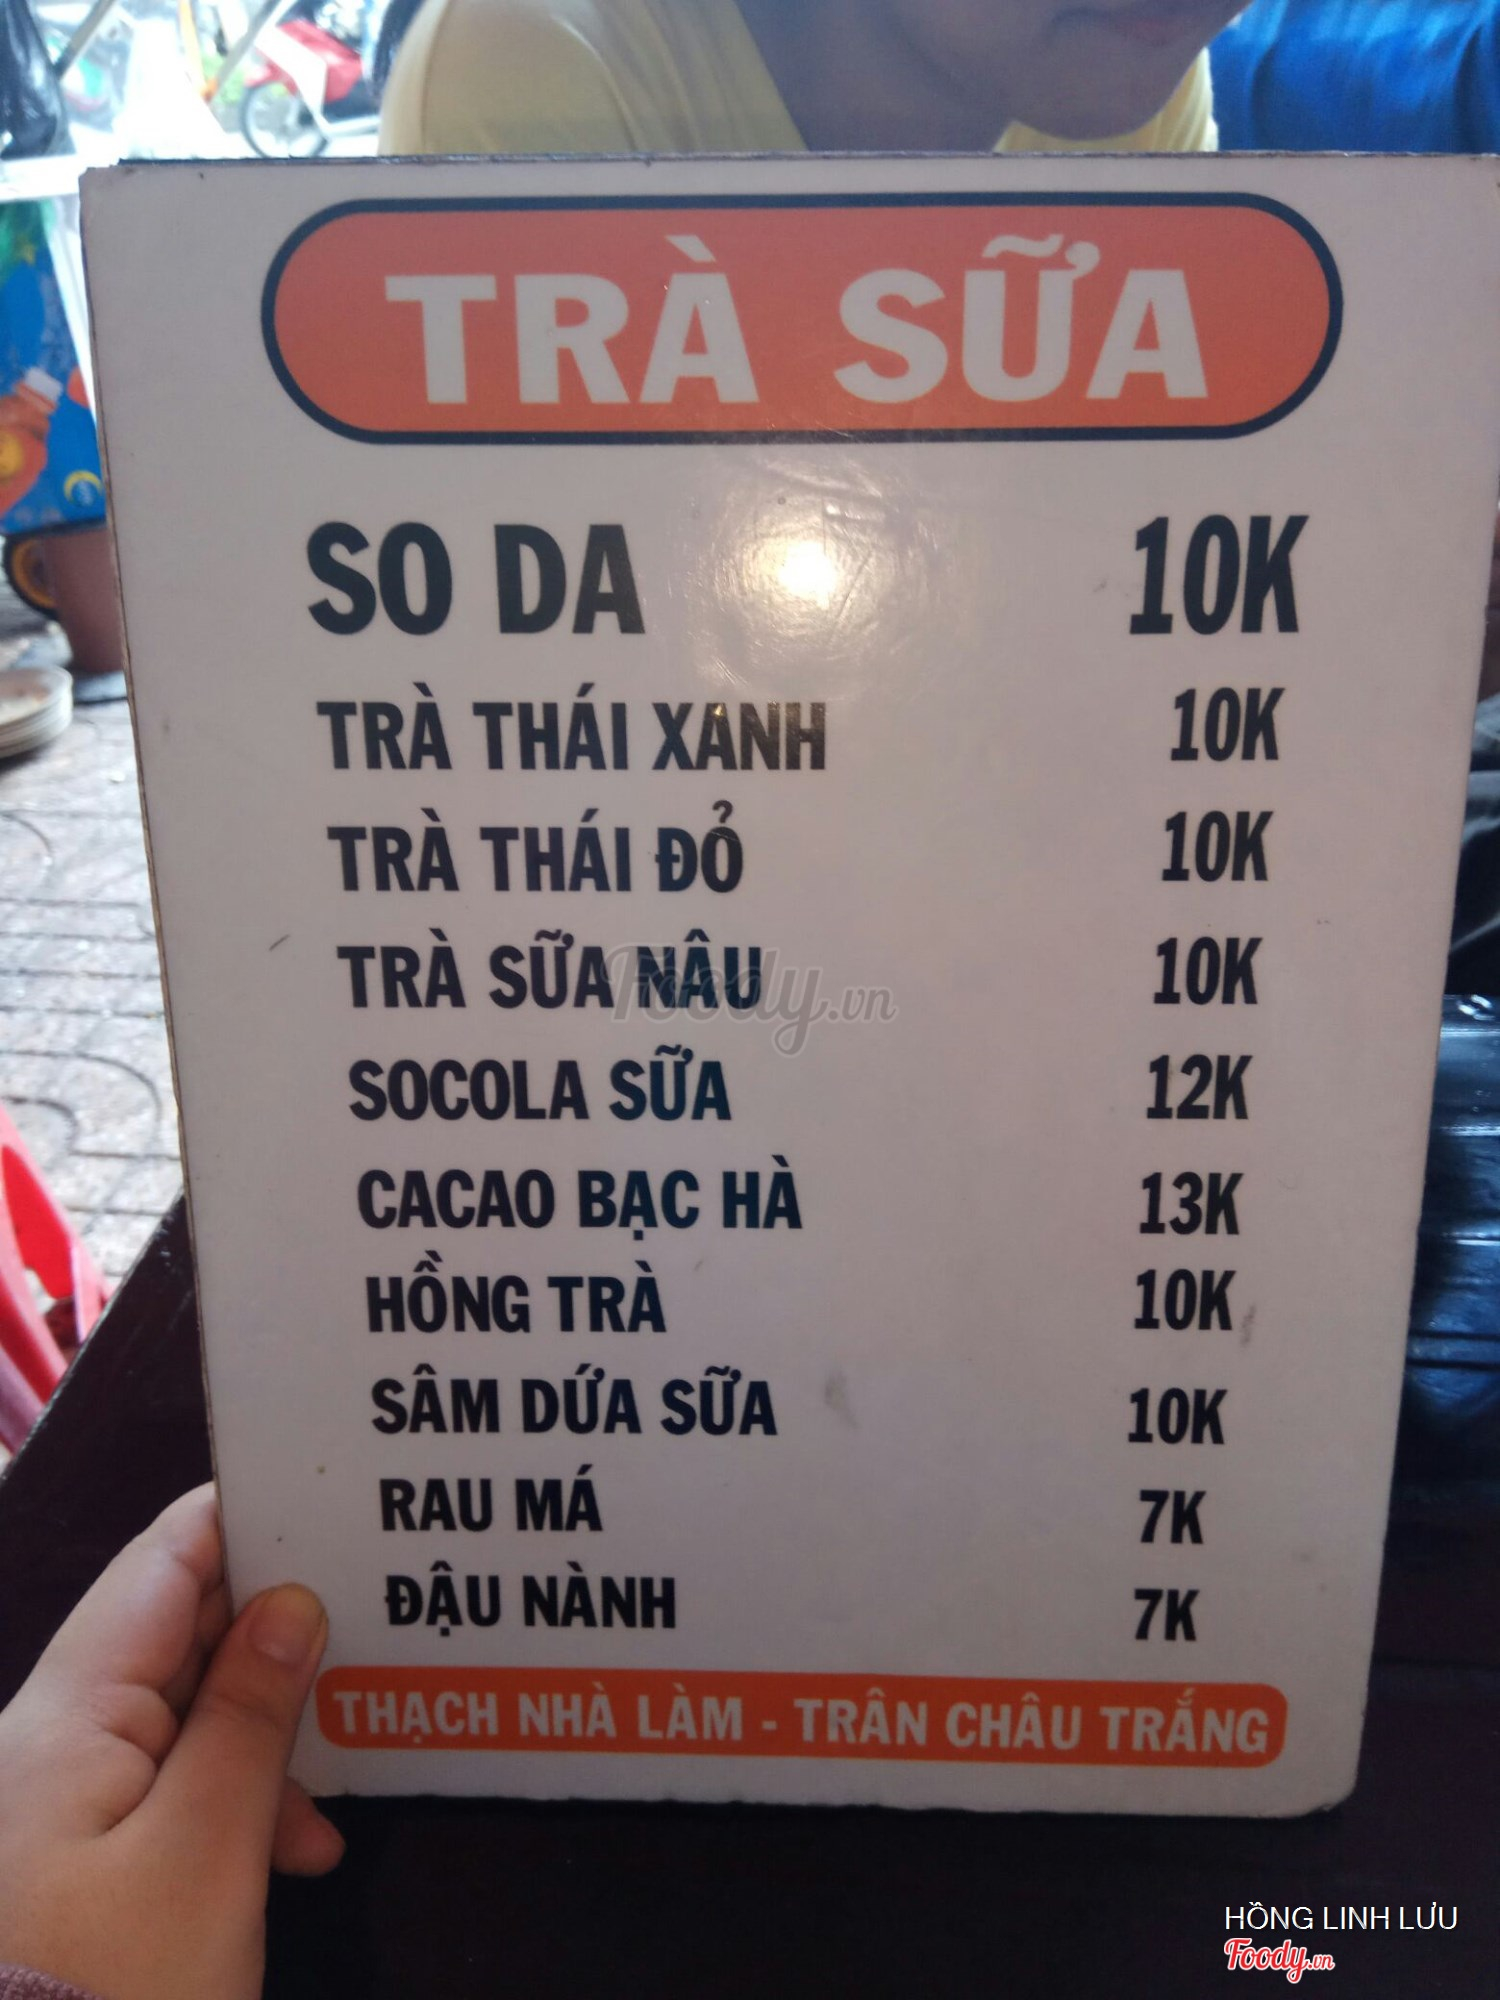 TRÀ SỮA
SO DA 10K
TRÀ THÁI XANH 10K
TRÀ THÁI ĐỎ 10K
TRÀ SỮA NÂU 10K
Foody.vn
SOCOLA SỮA 12K
CACAO BẠC HÀ 13K
HỒNG TRÀ 10K
SÂM DỨA SỮA 10K
RAU MÁ 7K
ĐẬU NÀNH 7K
THẠCH NHÀ LÀM - TRÂN CHÂU TRẮNG
HỒNG LINH LƯU
Foody.vn